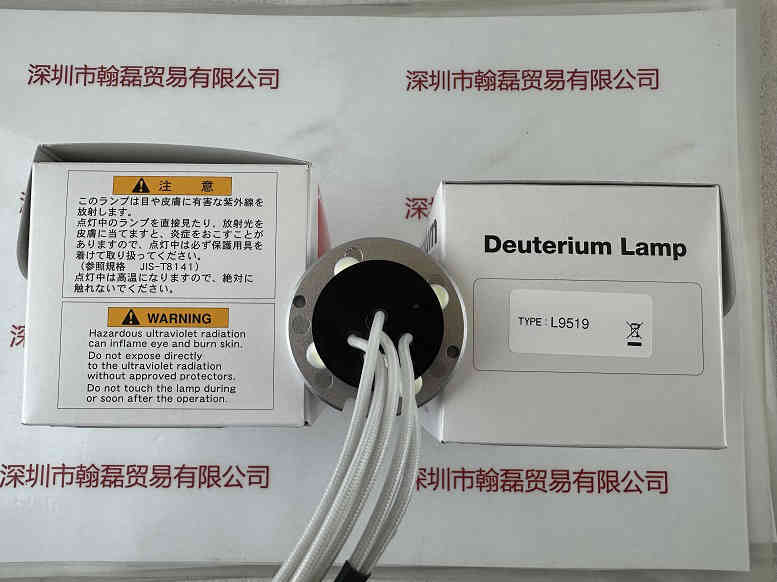 深圳市翰磊贸易有限公司
深圳市翰磊贸易有限公司
注 意
このランプは目や皮膚に有害な紫外線を
放射します。
点灯中のランプを直接見たり、放射光を
皮膚に当てますと、炎症をおこすことが
ありますので、点灯中は必ず保護用具を
着けて取り扱ってください。
(参照規格 JIS-T8141)
点灯中は高温になりますので、絶対に
触れないでください。
WARNING
Hazardous ultraviolet radiation
can inflame eye and burn skin.
Do not expose directly
to the ultraviolet radiation
without approved protectors.
Do not touch the lamp during
or soon after the operation.
Deuterium Lamp
TYPE : L9519
深圳市翰磊贸易有限公司
深圳市翰磊贸易有限公司